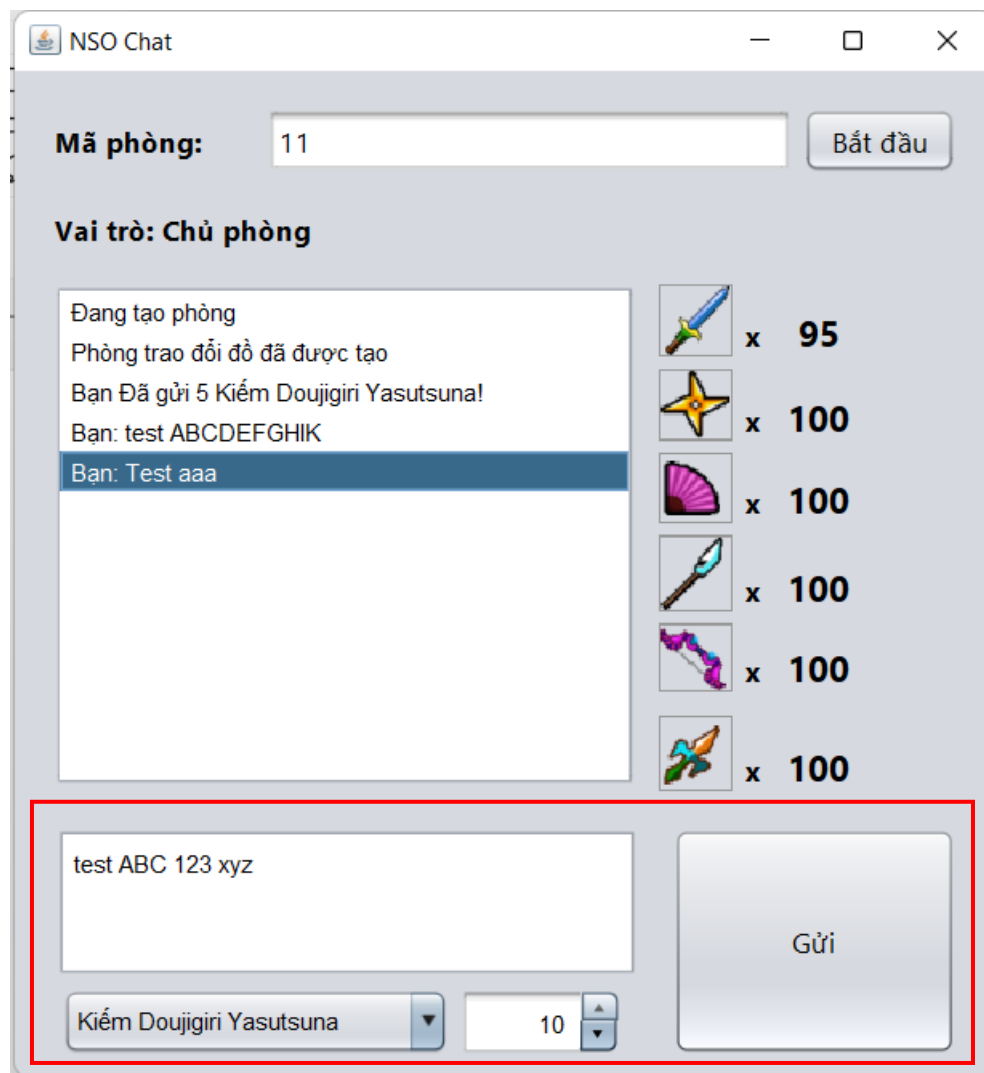 NSO Chat
Mã phòng: 11 Bắt đầu
Vai trò: Chủ phòng
Đang tạo phòng
Phòng trao đổi đồ đã được tạo
Bạn Đã gửi 5 Kiếm Doujigiri Yasutsuna!
Bạn: test ABCDEFGHIK
Bạn: Test aaa
x 95
x 100
x 100
x 100
x 100
x 100
test ABC 123 xyz
Gửi
Kiếm Doujigiri Yasutsuna 10